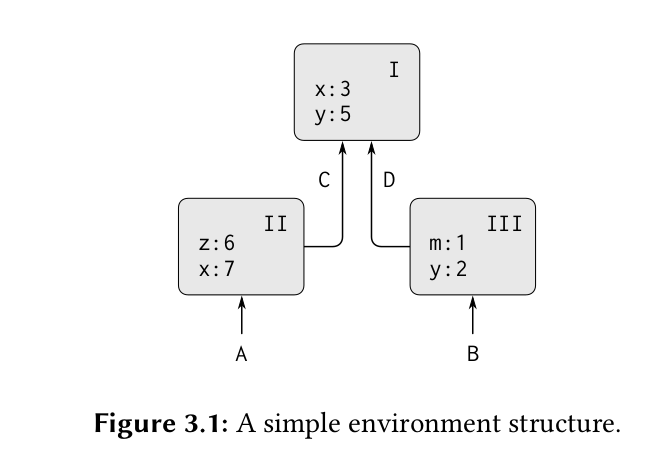 I
x:3
y:5
C D
II
z:6
x:7
III
m:1
y:2
A B
Figure 3.1: A simple environment structure.